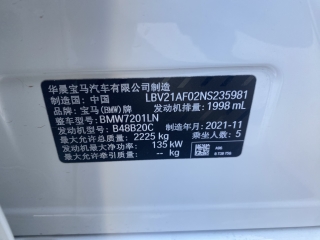 华晨宝马汽车有限公司制造
制造国：中国 LBV21AF02NS235981
品牌：宝马(BMW)牌 发动机排量：1998 mL
整车型号：BMW7201LN
发动机型号：B48B20C 制造年月：2021-11
最大允许总质量：2225 kg 乘坐人数：5
发动机最大净功率：135 kW
最大允许牵引质量：-- kg